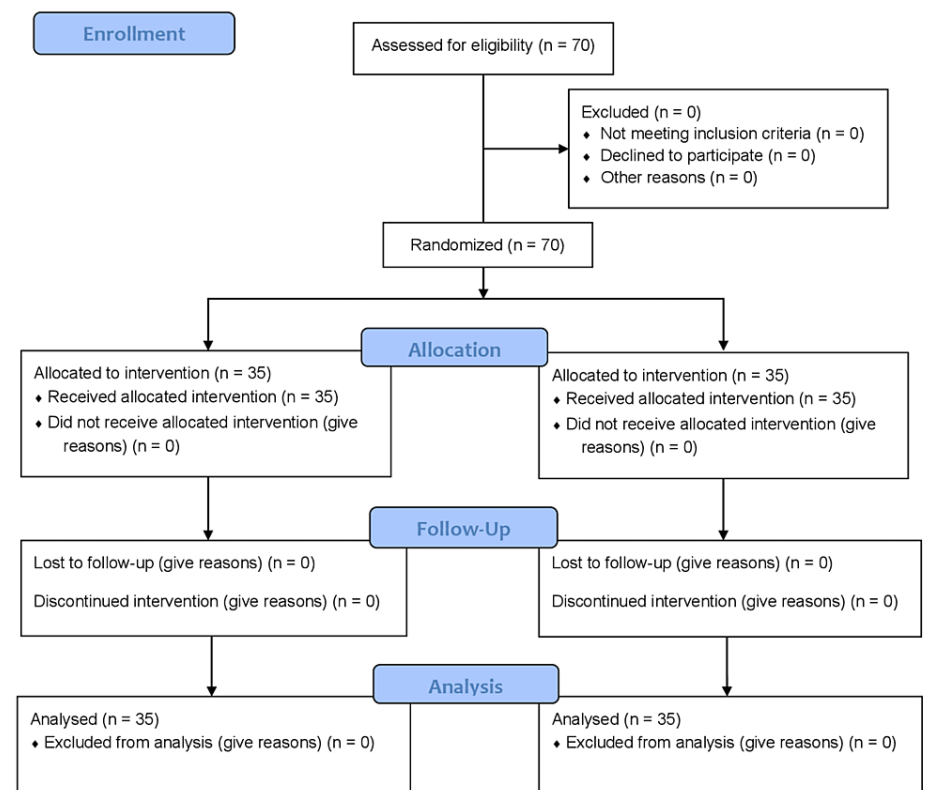 Enrollment
Assessed for eligibility (n = 70)
Excluded (n = 0)
♦ Not meeting inclusion criteria (n = 0)
♦ Declined to participate (n = 0)
♦ Other reasons (n = 0)
Randomized (n = 70)
Allocation
Allocated to intervention (n = 35)
♦ Received allocated intervention (n = 35)
♦ Did not receive allocated intervention (give
reasons) (n = 0)
Allocated to intervention (n = 35)
♦ Received allocated intervention (n = 35)
♦ Did not receive allocated intervention (give
reasons) (n = 0)
Follow-Up
Lost to follow-up (give reasons) (n = 0)
Discontinued intervention (give reasons) (n = 0)
Lost to follow-up (give reasons) (n = 0)
Discontinued intervention (give reasons) (n = 0)
Analysis
Analysed (n = 35)
♦ Excluded from analysis (give reasons) (n = 0)
Analysed (n = 35)
♦ Excluded from analysis (give reasons) (n = 0)